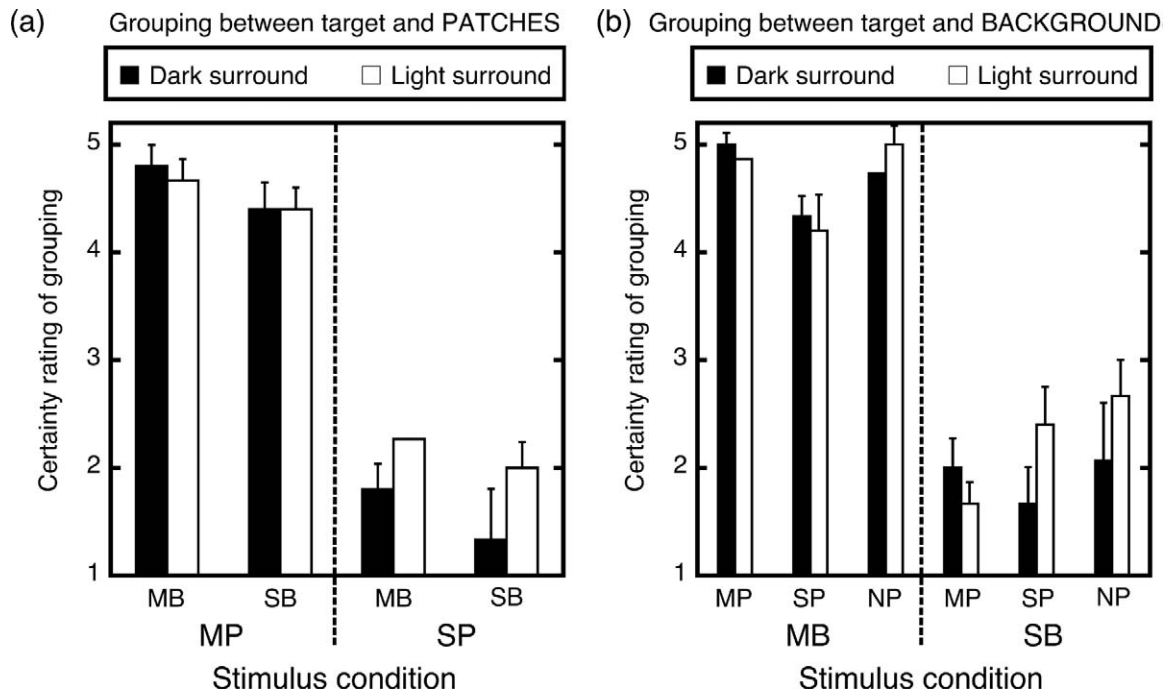 (a) Grouping between target and PATCHES
Dark surround Light surround
Certainty rating of grouping
5
4
3
2
1
MB SB MB SB
MP SP
Stimulus condition
(b) Grouping between target and BACKGROUND
Dark surround Light surround
Certainty rating of grouping
5
4
3
2
1
MP SP NP MP SP NP
MB SB
Stimulus condition